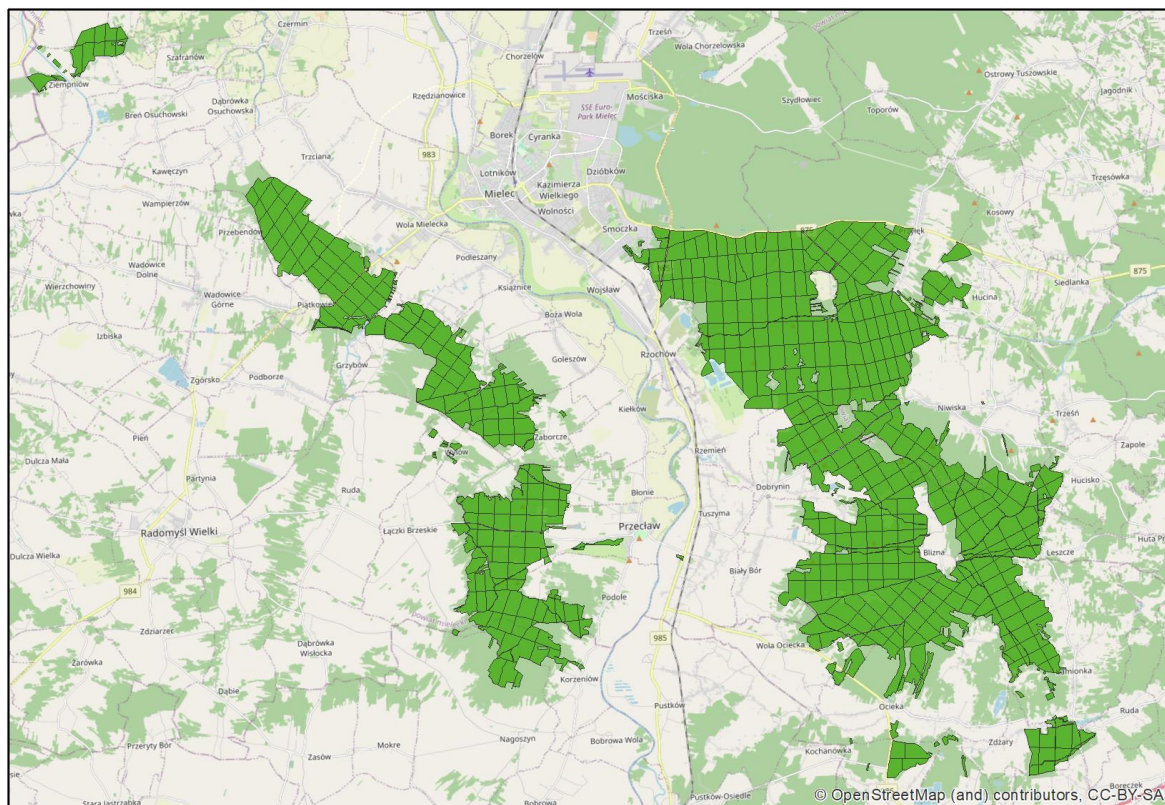 Czermin
Trześń
Wola Chorzelowska
Szafranów
Chorzelów
Ziempniów
Rzędzianowice
Mościska
Szydłowiec
Ostrowy Tuszowskie
Toporów
Jagodnik
Breń Osuchowski
Dąbrówka
Osuchowska
SSE Euro-
Park Mielec
Borek
Cyranka
Trzciana
983
Kawęczyn
Lotników
Dzióbków
Trzęsówka
Mielec
Kazimierza
Wielkiego
Wampierzów
Wolności
Kosowy
Wola Mielecka
Smoczka
875
Przebendów
Podleszany
Wadowice
Dolne
Wierzchowiny
Książnice
Wojsław
Siedlanka
875
Wadowice
Górne
Piątkowiec
Hucina
Boża Wola
Izbiska
Rzochów
Grzybów
Goleszów
Zgórsko
Podborze
Kiełków
Niwiska
Trześń
Pień
Zaborcze
Zapole
Dulcza Mała
Rzemień
Partynia
Ruda
Błonie
Dobrynin
Hucisko
Radomyśl Wielki
Łączki Brzeskie
Przecław
Tuszyma
Dulcza Wielka
Blizna
Leszcze
Biały Bór
984
Podole
Zdziarzec
Dąbrówka
Wisłocka
985
Wola Ociecka
Żarówka
Korzeniów
Kamionka
Dąbie
Pustków
Ocieka
Ruda
Przeryty Bór
Mokre
Nagoszyn
Bobrowa Wola
Kochanówka
Zdżary
Zasów
Stara Jastrząbka
Bobrowa
Pustków-Osiedle
Boreczek
© OpenStreetMap (and) contributors, CC-BY-SA